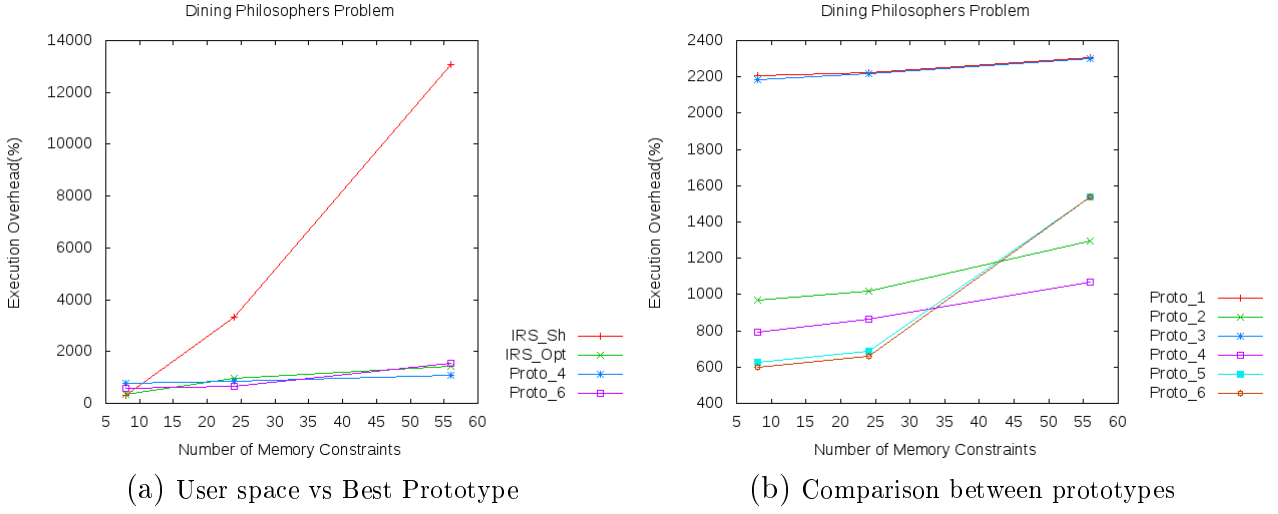 Dining Philosophers Problem
Execution Overhead(%)
14000
12000
10000
8000
6000
4000
2000
0
5 10 15 20 25 30 35 40 45 50 55 60
Number of Memory Constraints
IRS_Sh
IRS_Opt
Proto_4
Proto_6
(a) User space vs Best Prototype
Dining Philosophers Problem
Execution Overhead(%)
2400
2200
2000
1800
1600
1400
1200
1000
800
600
400
5 10 15 20 25 30 35 40 45 50 55 60
Number of Memory Constraints
Proto_1
Proto_2
Proto_3
Proto_4
Proto_5
Proto_6
(b) Comparison between prototypes